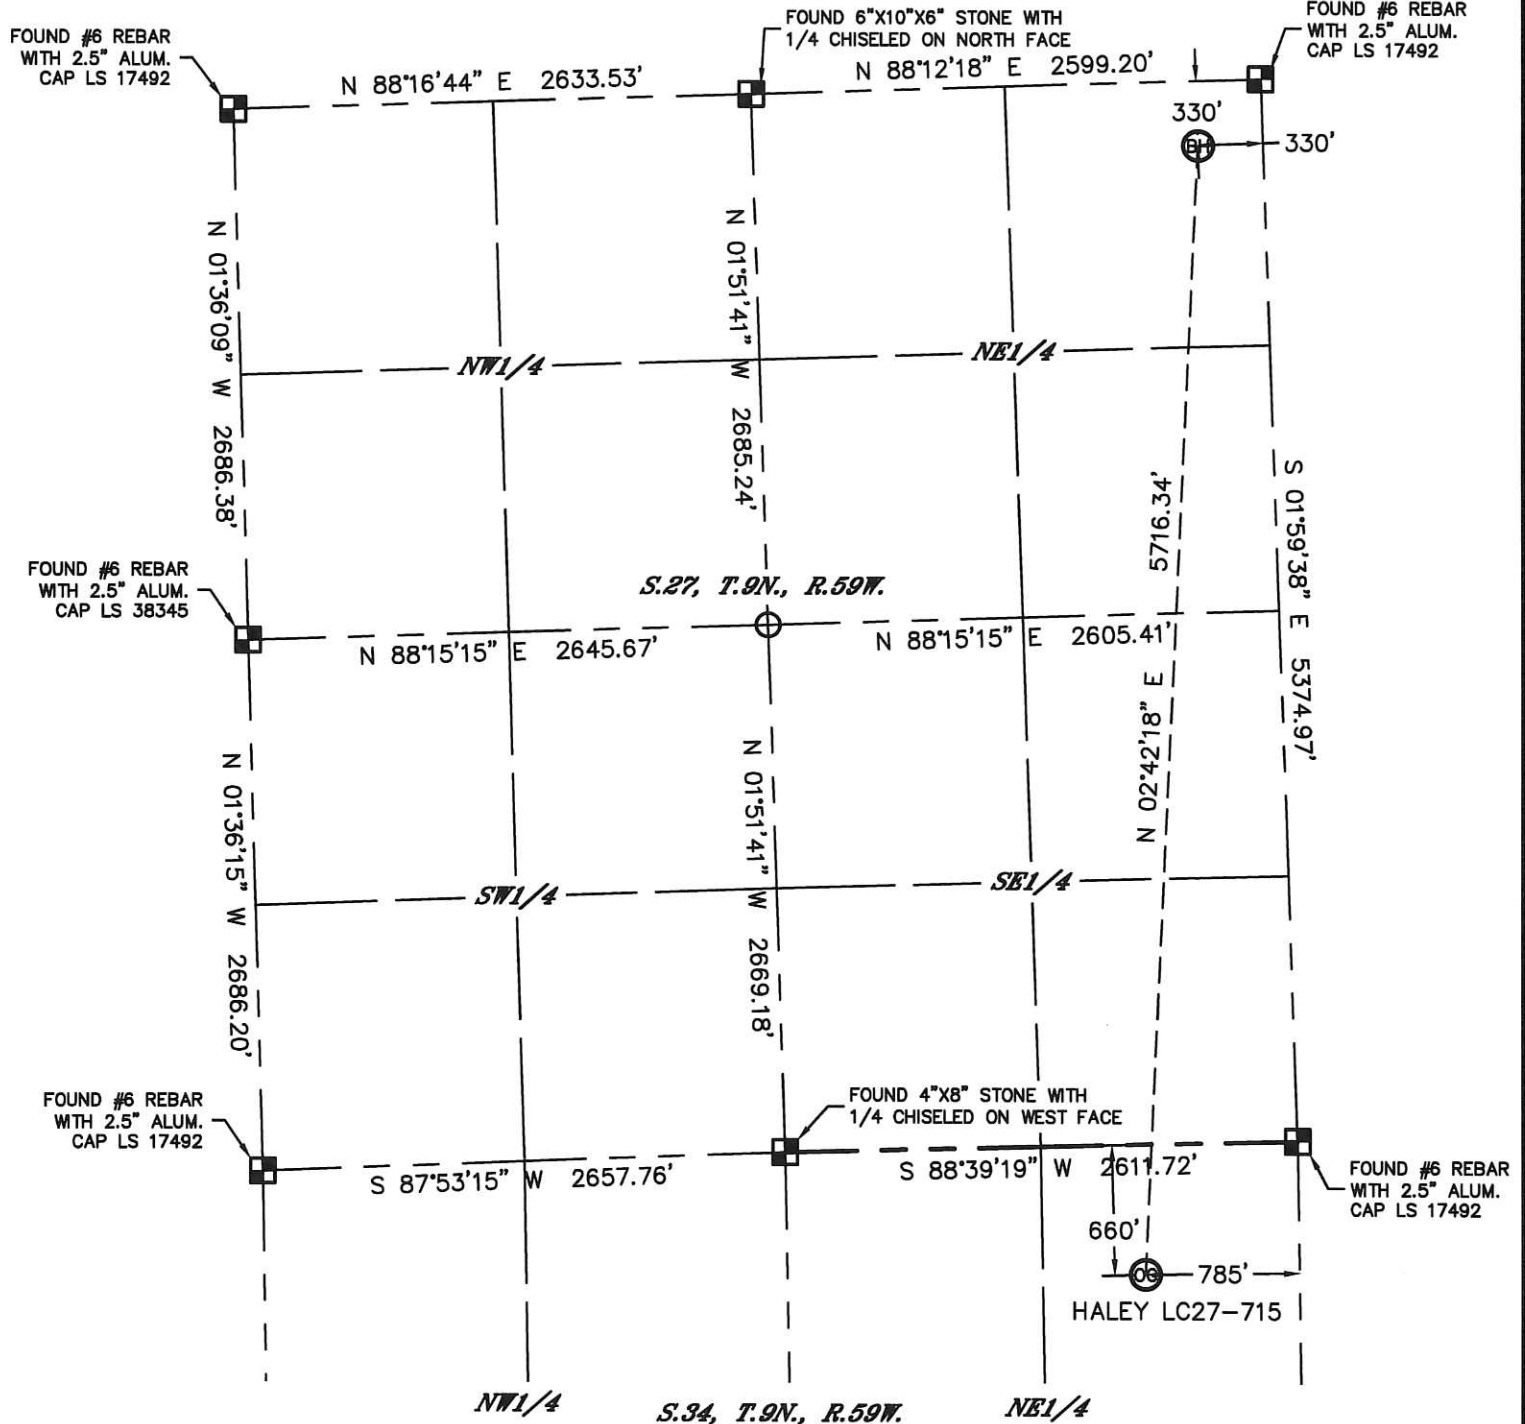 FOUND #6 REBAR
WITH 2.5" ALUM.
CAP LS 17492
FOUND 6"X10"X6" STONE WITH
1/4 CHISELED ON NORTH FACE
FOUND #6 REBAR
WITH 2.5" ALUM.
CAP LS 17492
N 88°16'44" E 2633.53'
N 88°12'18" E 2599.20'
330'
BH
330'
N 01°36'09" W 2686.38'
N 01°51'41" W 2685.24'
NW1/4
NE1/4
5716.34'
S 01°59'38" E 5374.97'
FOUND #6 REBAR
WITH 2.5" ALUM.
CAP LS 38345
S.27, T.9N., R.59W.
N 88°15'15" E 2645.67'
N 88°15'15" E 2605.41'
N 02°42'18" E
N 01°36'15" W 2686.20'
N 01°51'41" W 2669.18'
SW1/4
SE1/4
FOUND #6 REBAR
WITH 2.5" ALUM.
CAP LS 17492
FOUND 4"X8" STONE WITH
1/4 CHISELED ON WEST FACE
S 87°53'15" W 2657.76'
S 88°39'19" W 2611.72'
FOUND #6 REBAR
WITH 2.5" ALUM.
CAP LS 17492
660'
OG
785'
HALEY LC27-715
NW1/4
S.34, T.9N., R.59W.
NE1/4